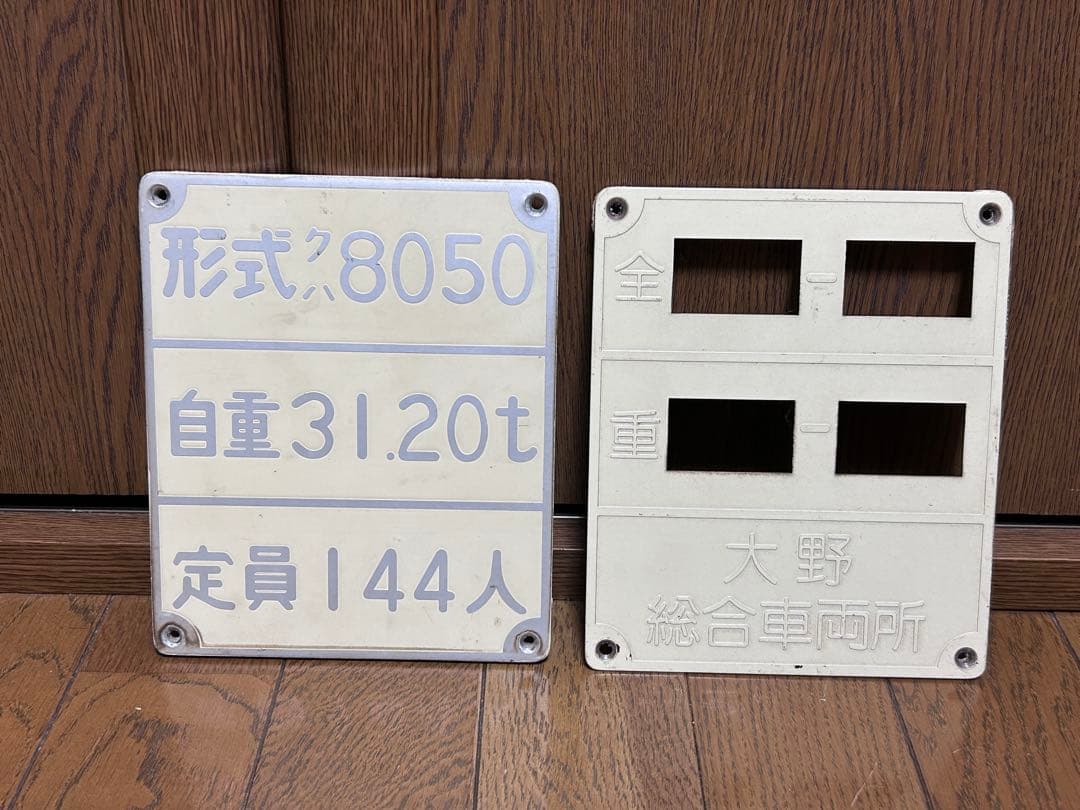 形式クハ8050
自重31.20t
定員144人
全 -
重 -
大野
総合車両所